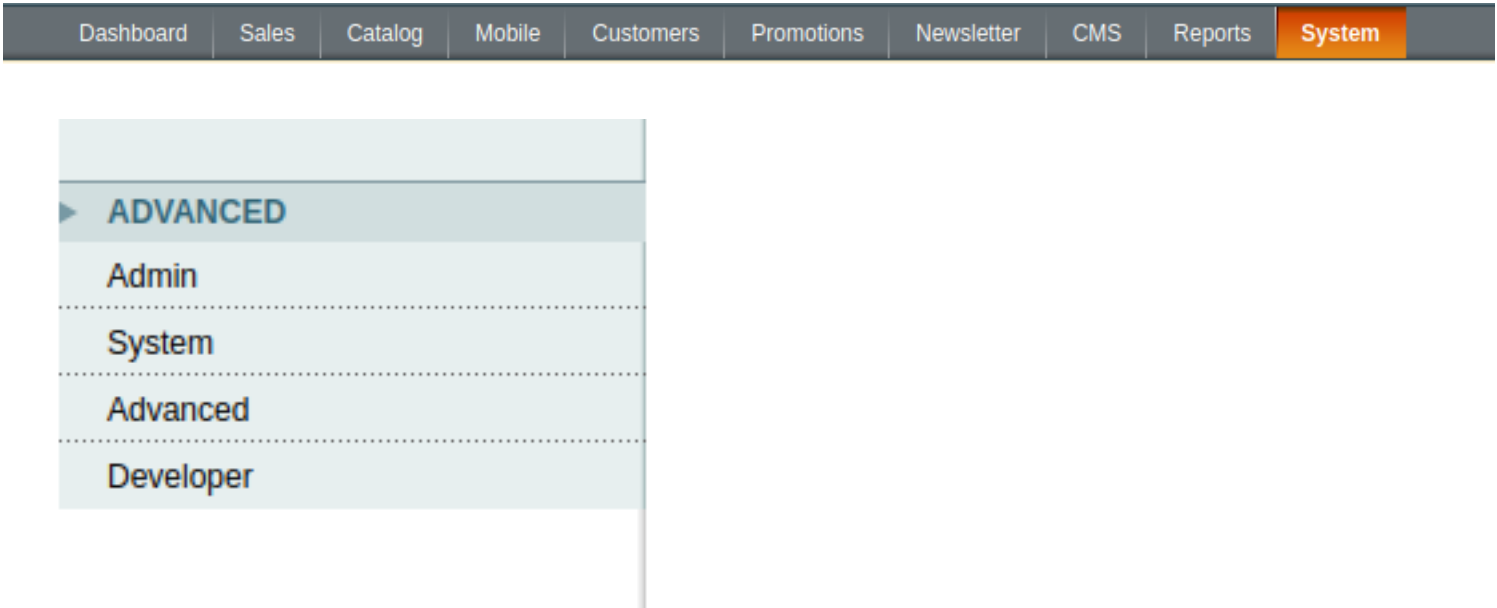 Dashboard Sales Catalog Mobile Customers Promotions Newsletter CMS Reports System
ADVANCED
Admin
System
Advanced
Developer